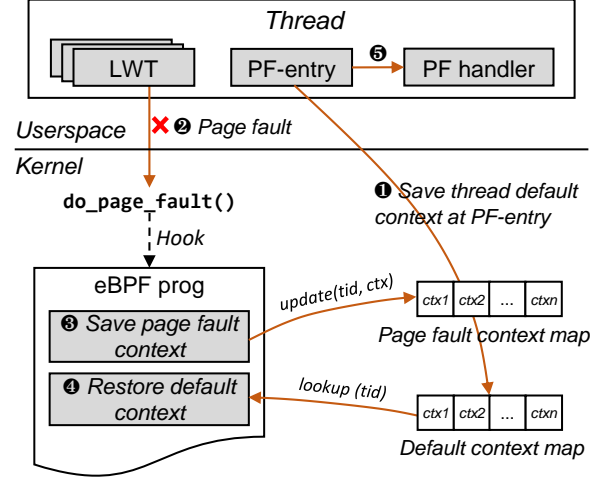 Thread
LWT
PF-entry
❺
PF handler
Userspace
❷ Page fault
Kernel
do_page_fault()
❶ Save thread default
context at PF-entry
Hook
eBPF prog
❸ Save page fault
context
update(tid, ctx)
ctx1 ctx2 ... ctxn
Page fault context map
❹ Restore default
context
lookup (tid)
ctx1 ctx2 ... ctxn
Default context map